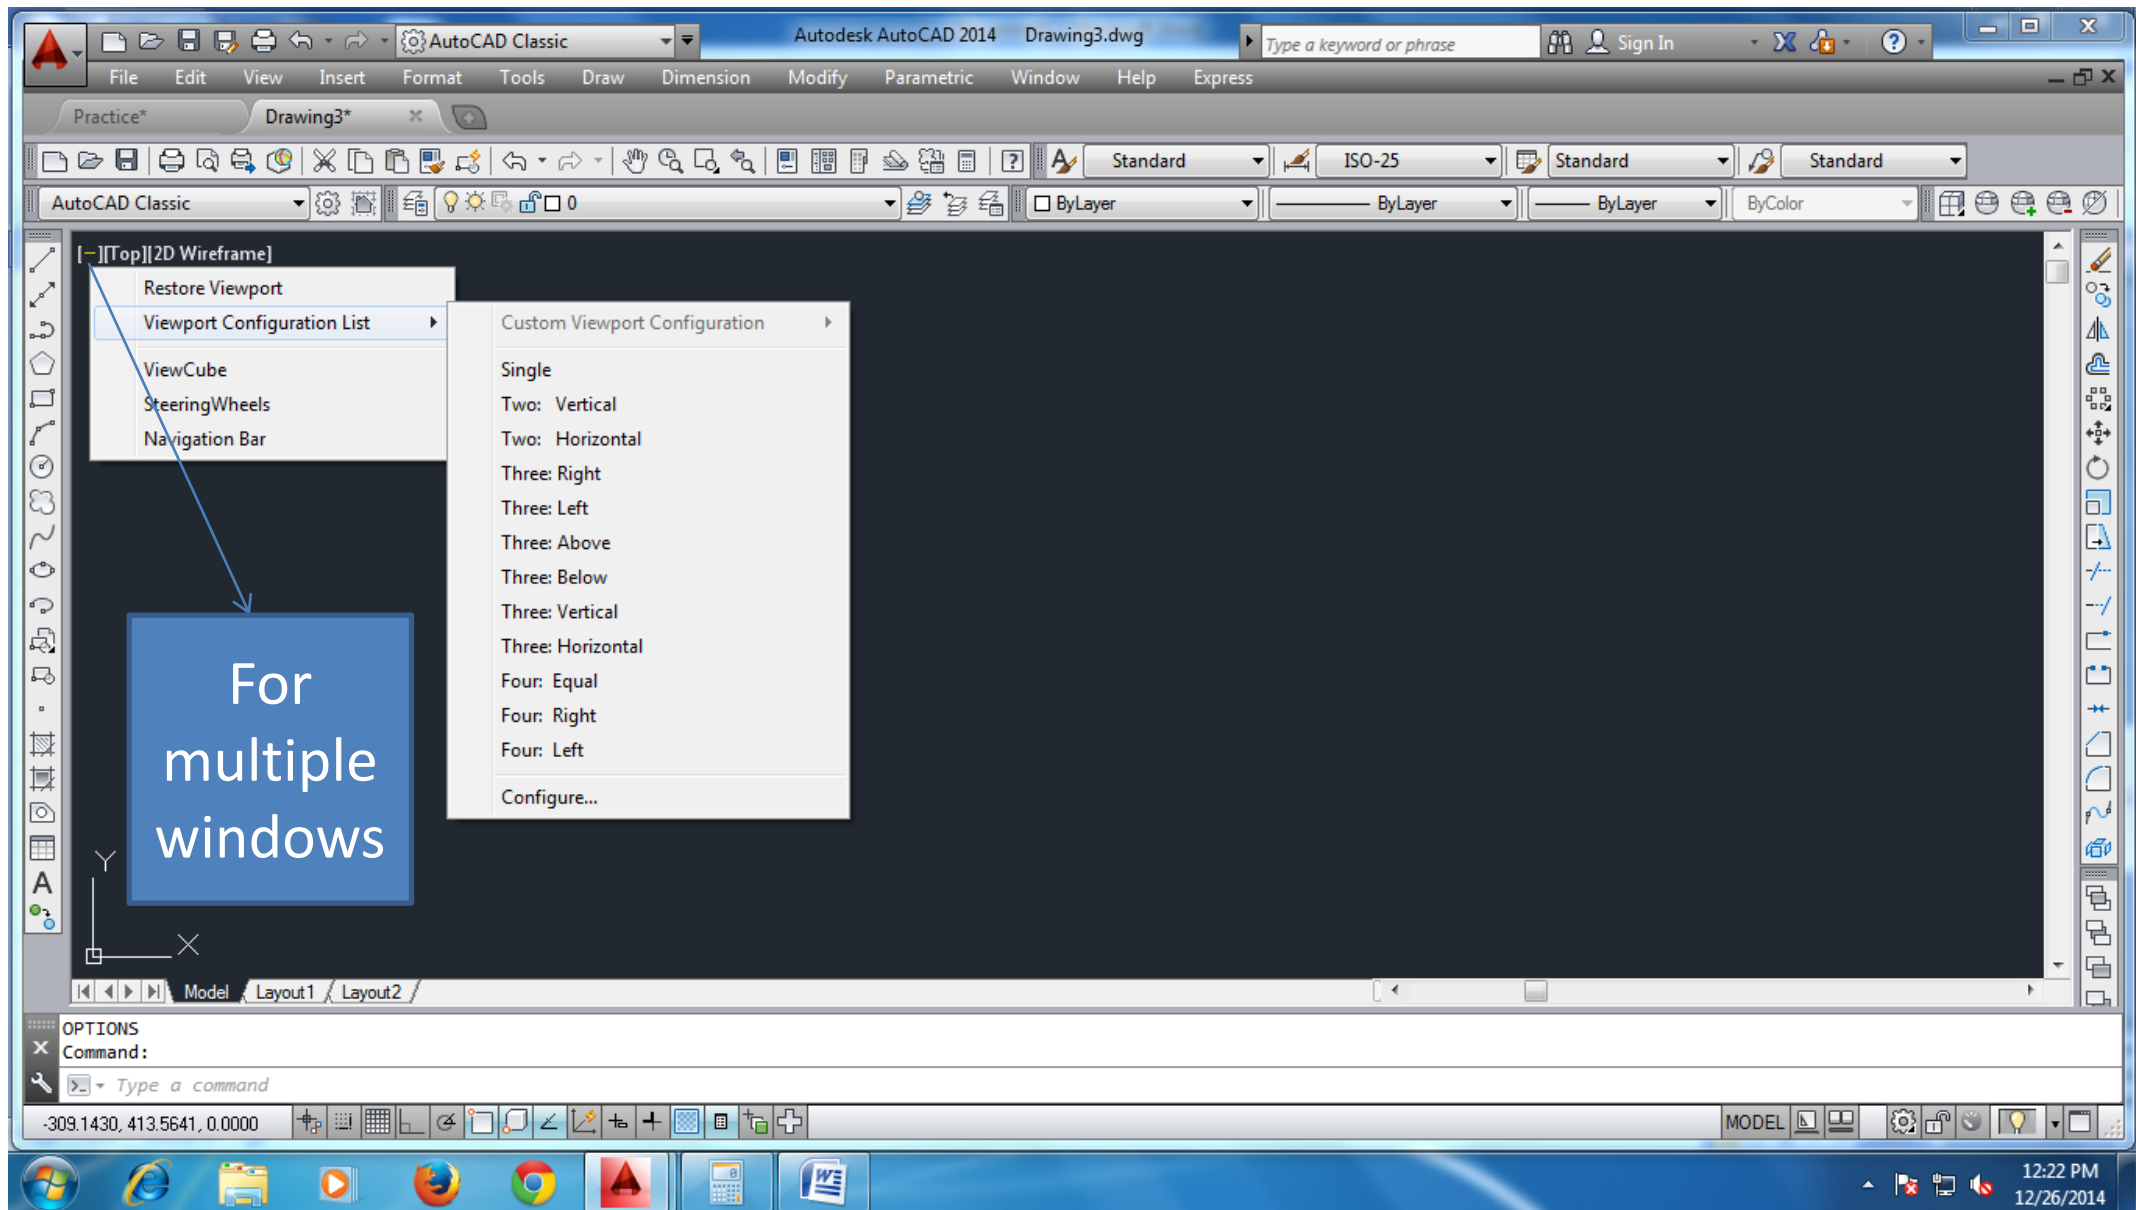 AutoCAD Classic
Autodesk AutoCAD 2014 Drawing3.dwg
Type a keyword or phrase
Sign In
File Edit View Insert Format Tools Draw Dimension Modify Parametric Window Help Express
Practice* Drawing3*
Standard ISO-25 Standard Standard
AutoCAD Classic 0 ByLayer ByLayer ByLayer ByColor
[−][Top][2D Wireframe]
Restore Viewport
Viewport Configuration List
ViewCube
SteeringWheels
Navigation Bar
Custom Viewport Configuration
Single
Two: Vertical
Two: Horizontal
Three: Right
Three: Left
Three: Above
Three: Below
Three: Vertical
Three: Horizontal
Four: Equal
Four: Right
Four: Left
Configure...
For
multiple
windows
Y
X
Model Layout1 Layout2
OPTIONS
Command:
Type a command
-309.1430, 413.5641, 0.0000
MODEL
12:22 PM
12/26/2014